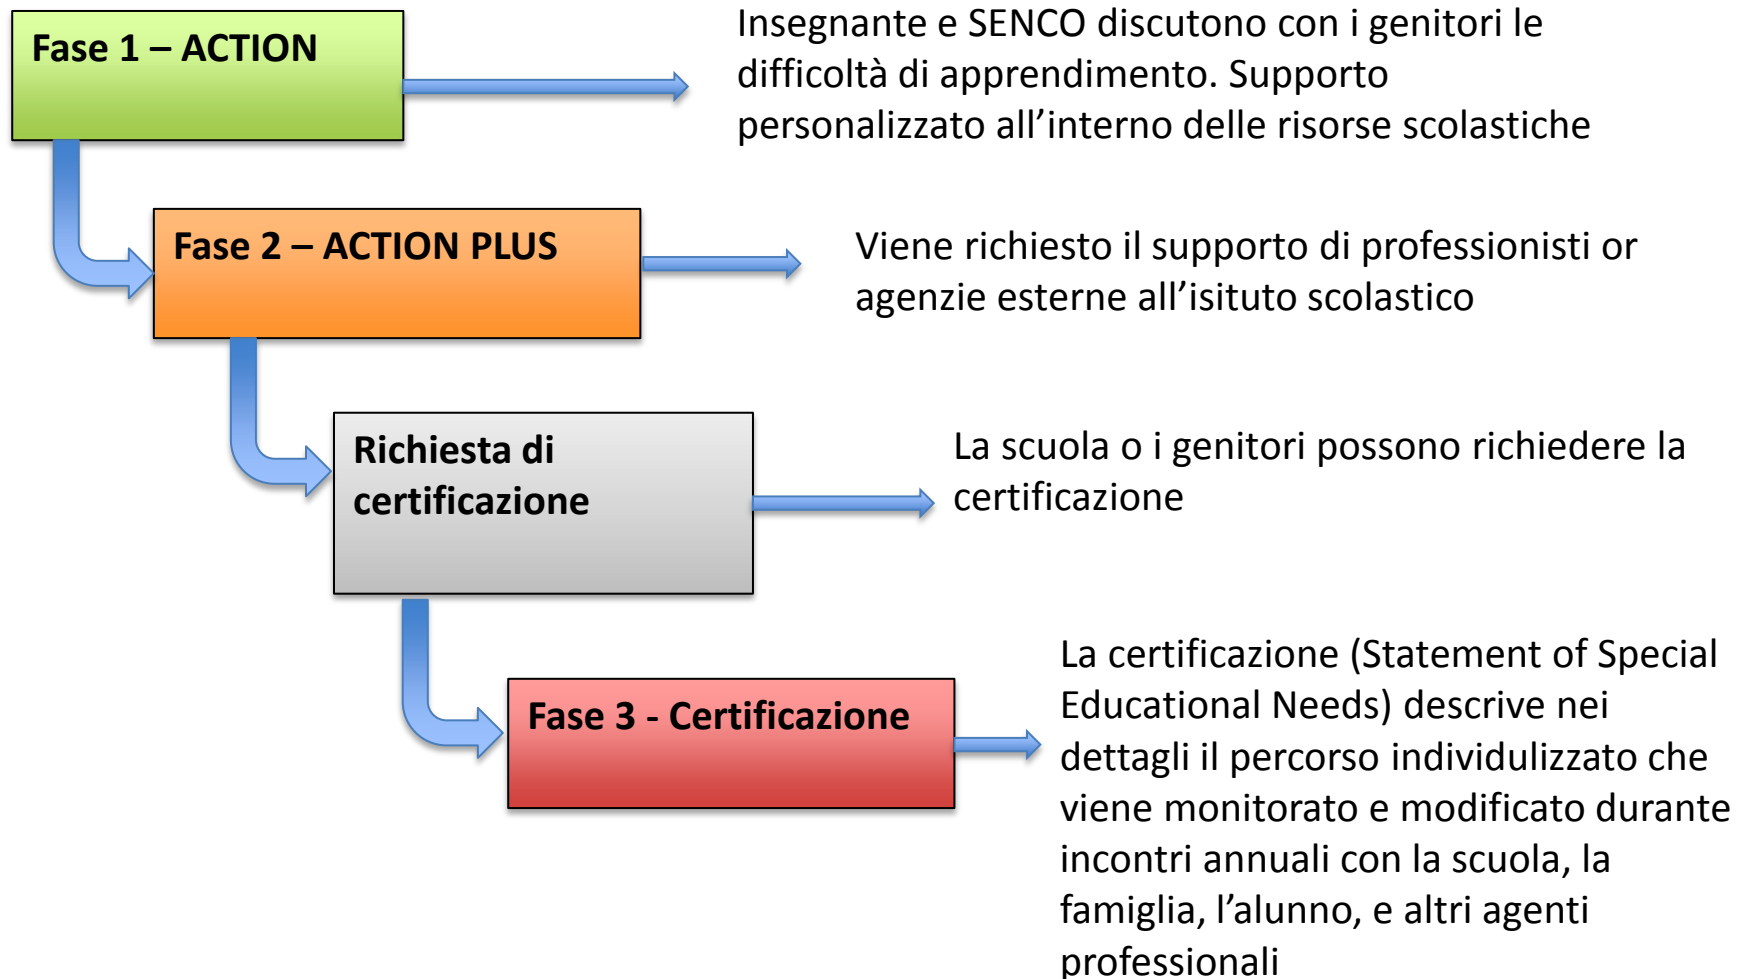 Fase 1 – ACTION
Insegnante e SENCO discutono con i genitori le
difficoltà di apprendimento. Supporto
personalizzato all’interno delle risorse scolastiche
Fase 2 – ACTION PLUS
Viene richiesto il supporto di professionisti or
agenzie esterne all’isituto scolastico
Richiesta di
certificazione
La scuola o i genitori possono richiedere la
certificazione
Fase 3 - Certificazione
La certificazione (Statement of Special
Educational Needs) descrive nei
dettagli il percorso individulizzato che
viene monitorato e modificato durante
incontri annuali con la scuola, la
famiglia, l’alunno, e altri agenti
professionali